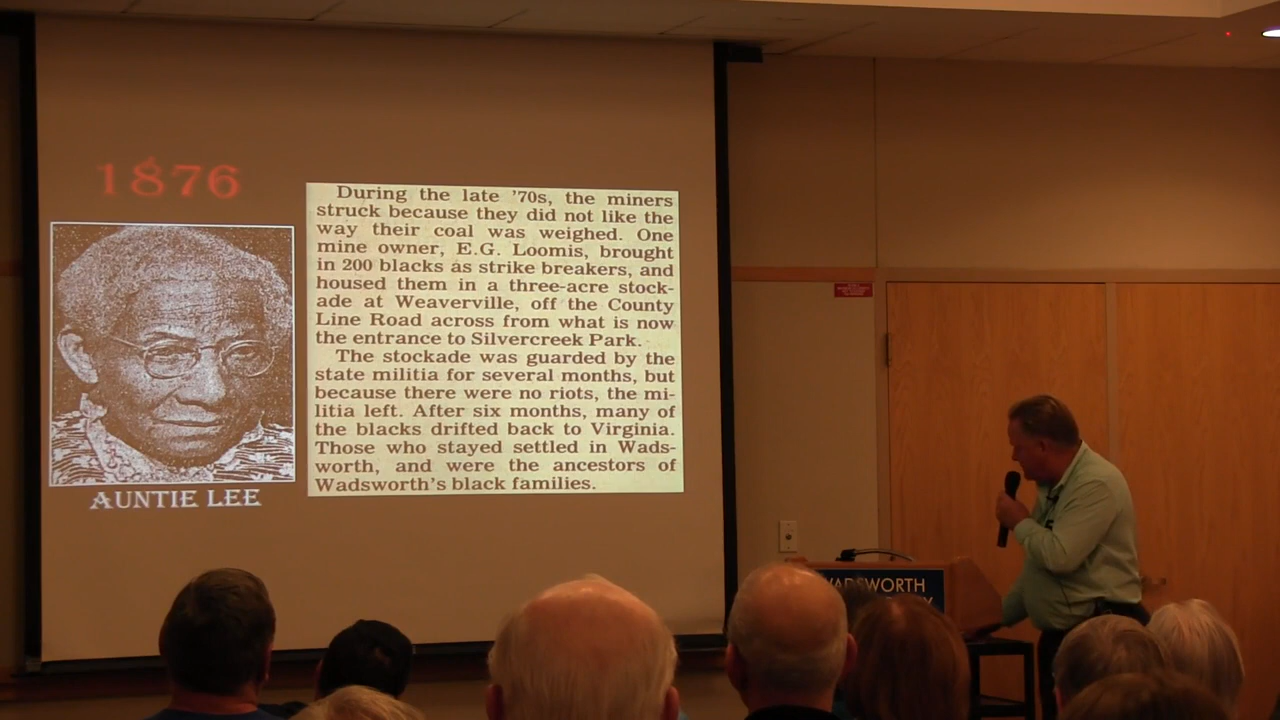 1876
During the late '70s, the miners
struck because they did not like the
way their coal was weighed. One
mine owner, E.G. Loomis, brought
in 200 blacks as strike breakers, and
housed them in a three-acre stock-
ade at Weaverville, off the County
Line Road across from what is now
the entrance to Silvercreek Park.
The stockade was guarded by the
state militia for several months, but
because there were no riots, the mi-
litia left. After six months, many of
the blacks drifted back to Virginia.
Those who stayed settled in Wads-
worth, and were the ancestors of
Wadsworth's black families.
AUNTIE LEE
WADSWORTH